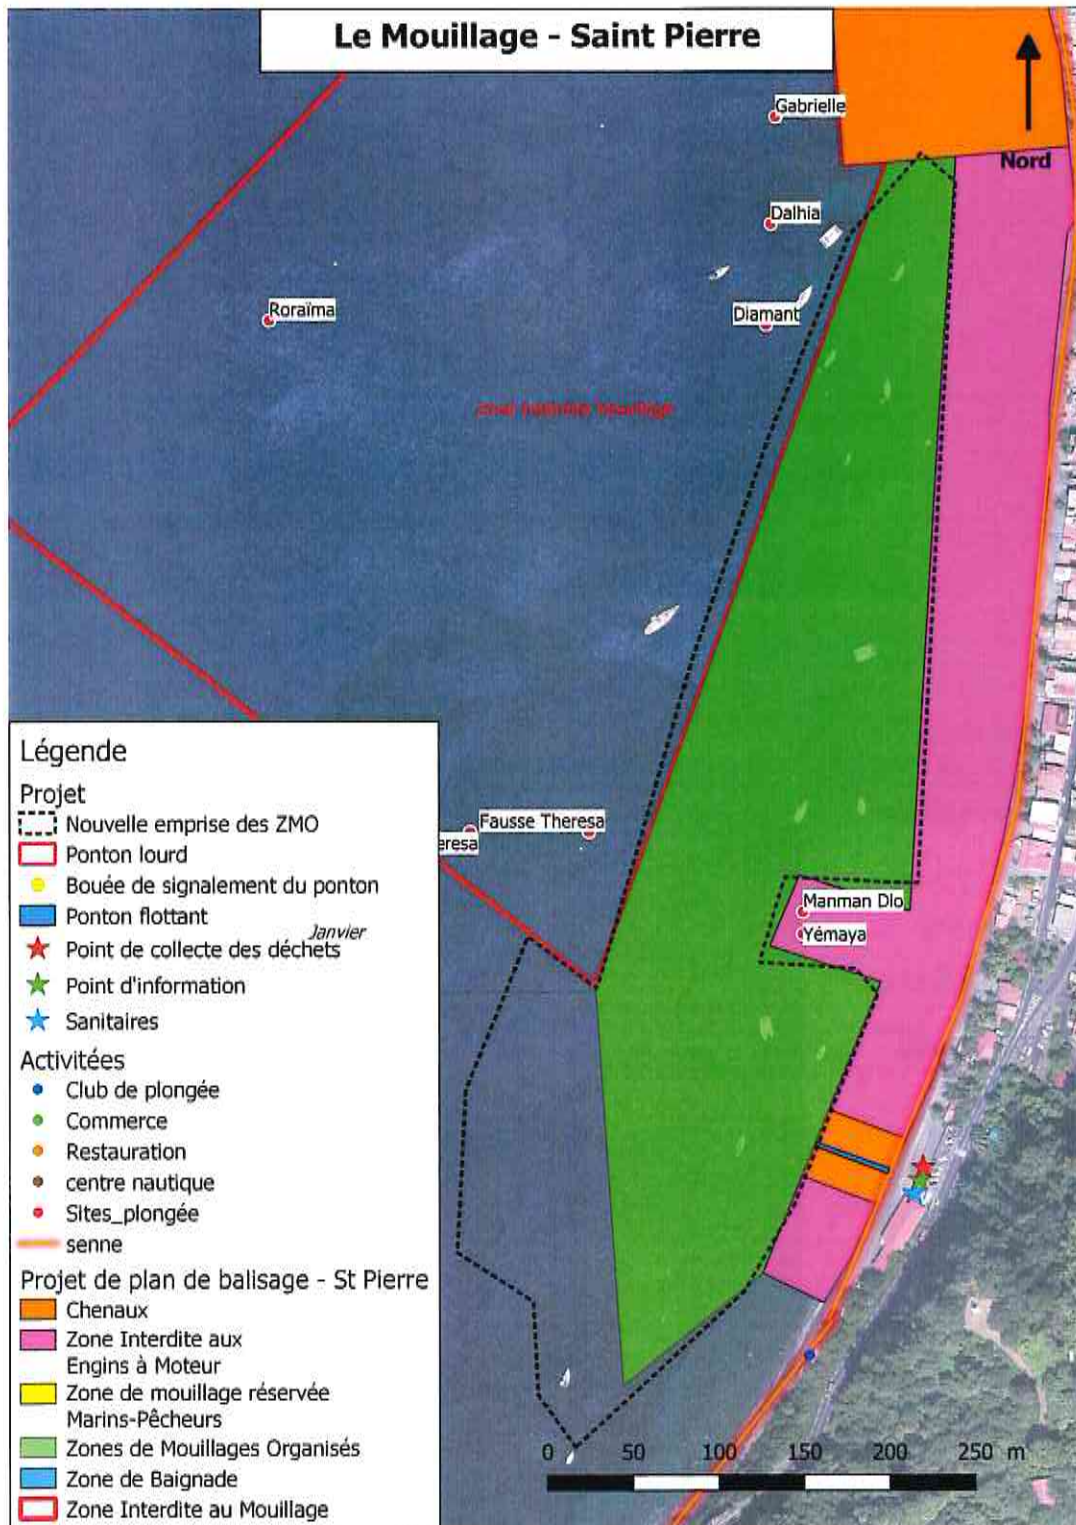 Le Mouillage - Saint Pierre
Gabrielle
Nord
Dalhia
Roraïma
Diamant
Fausse Theresa
eresa
Manman Dlo
Yémaya
Légende
Projet
Nouvelle emprise des ZMO
Ponton lourd
Bouée de signalement du ponton
Ponton flottant
Janvier
Point de collecte des déchets
Point d'information
Sanitaires
Activitées
Club de plongée
Commerce
Restauration
centre nautique
Sites_plongée
senne
Projet de plan de balisage - St Pierre
Chenaux
Zone Interdite aux
Engins à Moteur
Zone de mouillage réservée
Marins-Pêcheurs
Zones de Mouillages Organisés
Zone de Baignade
Zone Interdite au Mouillage
0 50 100 150 200 250 m